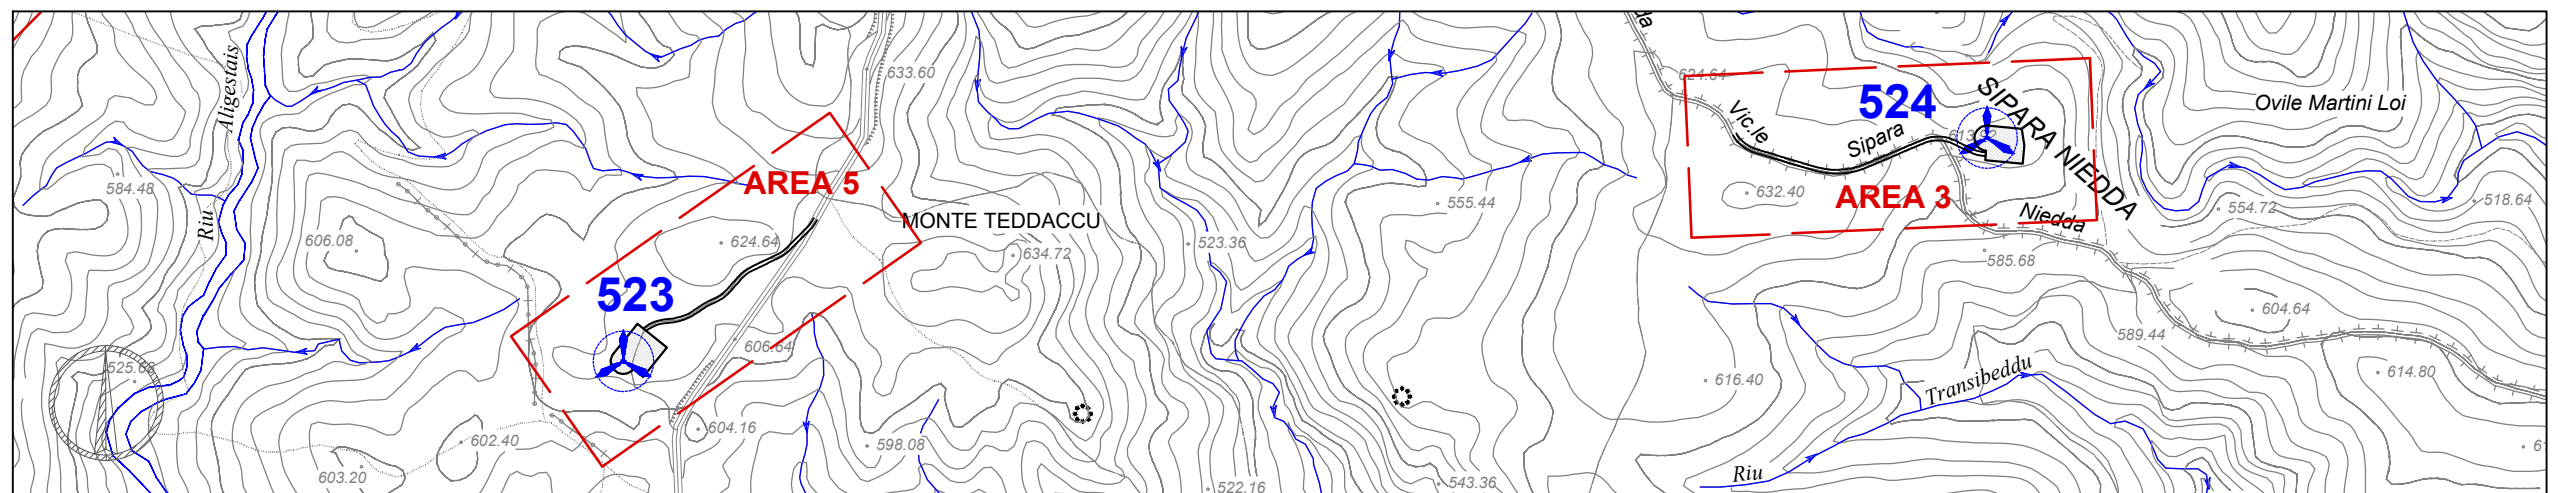 Aligestais
Riu
584.48
606.08
525.68
603.20
602.40
523
624.64
AREA 5
633.60
MONTE TEDDACCU
634.72
606.64
604.16
598.08
523.36
522.16
555.44
543.36
624.64
Vic.le
Sipara
524
613.92
SIPARA NIEDDA
632.40
AREA 3
Niedda
585.68
616.40
Riu
Transibeddu
589.44
604.64
614.80
554.72
518.64
Ovile Martini Loi